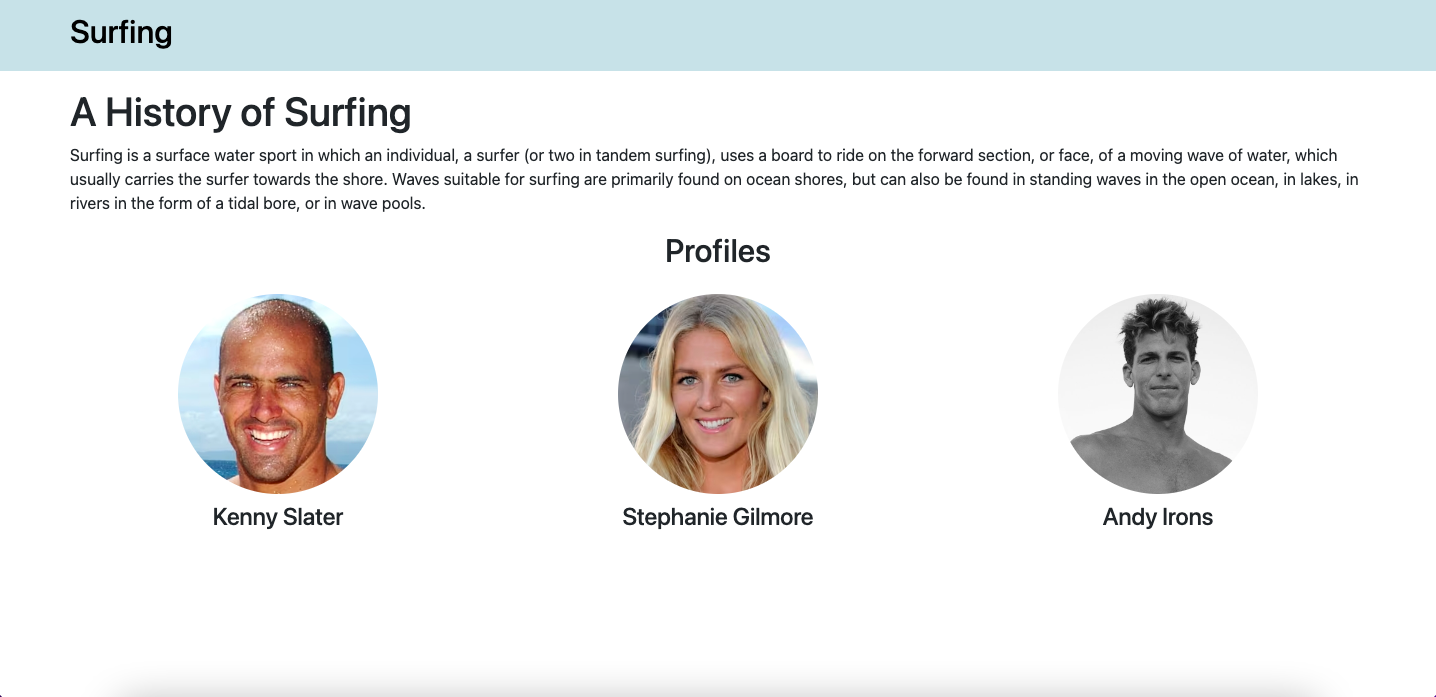 Surfing
A History of Surfing
Surfing is a surface water sport in which an individual, a surfer (or two in tandem surfing), uses a board to ride on the forward section, or face, of a moving wave of water, which
usually carries the surfer towards the shore. Waves suitable for surfing are primarily found on ocean shores, but can also be found in standing waves in the open ocean, in lakes, in
rivers in the form of a tidal bore, or in wave pools.
Profiles
Kenny Slater
Stephanie Gilmore
Andy Irons